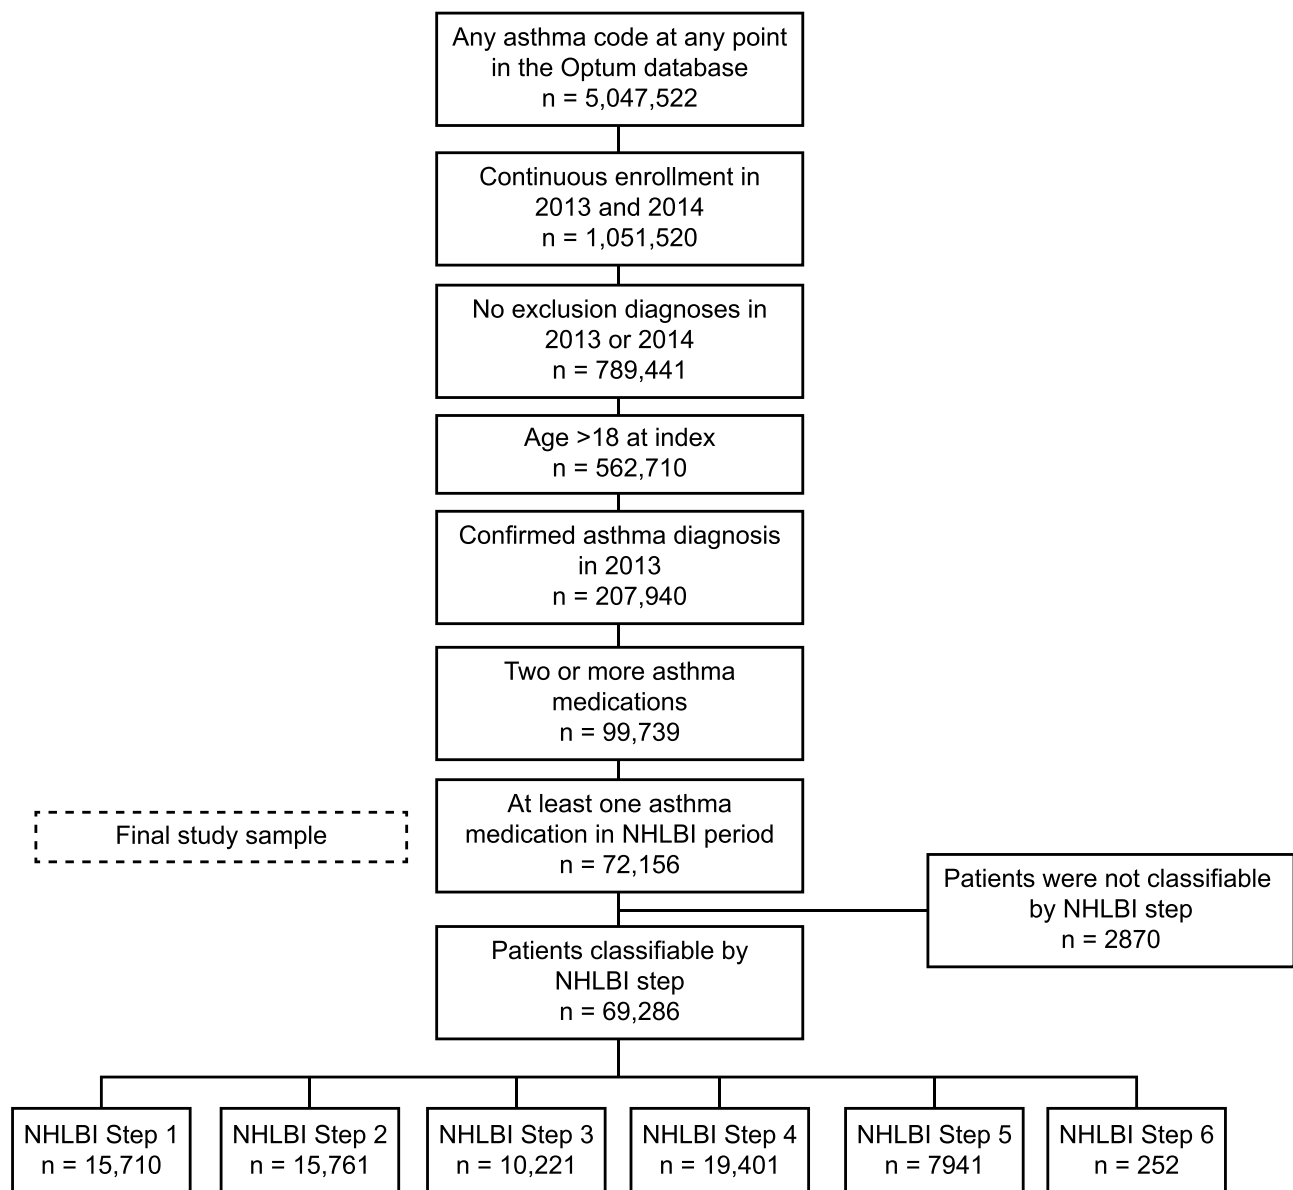 Any asthma code at any point
in the Optum database
n = 5,047,522
Continuous enrollment in
2013 and 2014
n = 1,051,520
No exclusion diagnoses in
2013 or 2014
n = 789,441
Age >18 at index
n = 562,710
Confirmed asthma diagnosis
in 2013
n = 207,940
Two or more asthma
medications
n = 99,739
Final study sample
At least one asthma
medication in NHLBI period
n = 72,156
Patients were not classifiable
by NHLBI step
n = 2870
Patients classifiable by
NHLBI step
n = 69,286
NHLBI Step 1
n = 15,710
NHLBI Step 2
n = 15,761
NHLBI Step 3
n = 10,221
NHLBI Step 4
n = 19,401
NHLBI Step 5
n = 7941
NHLBI Step 6
n = 252